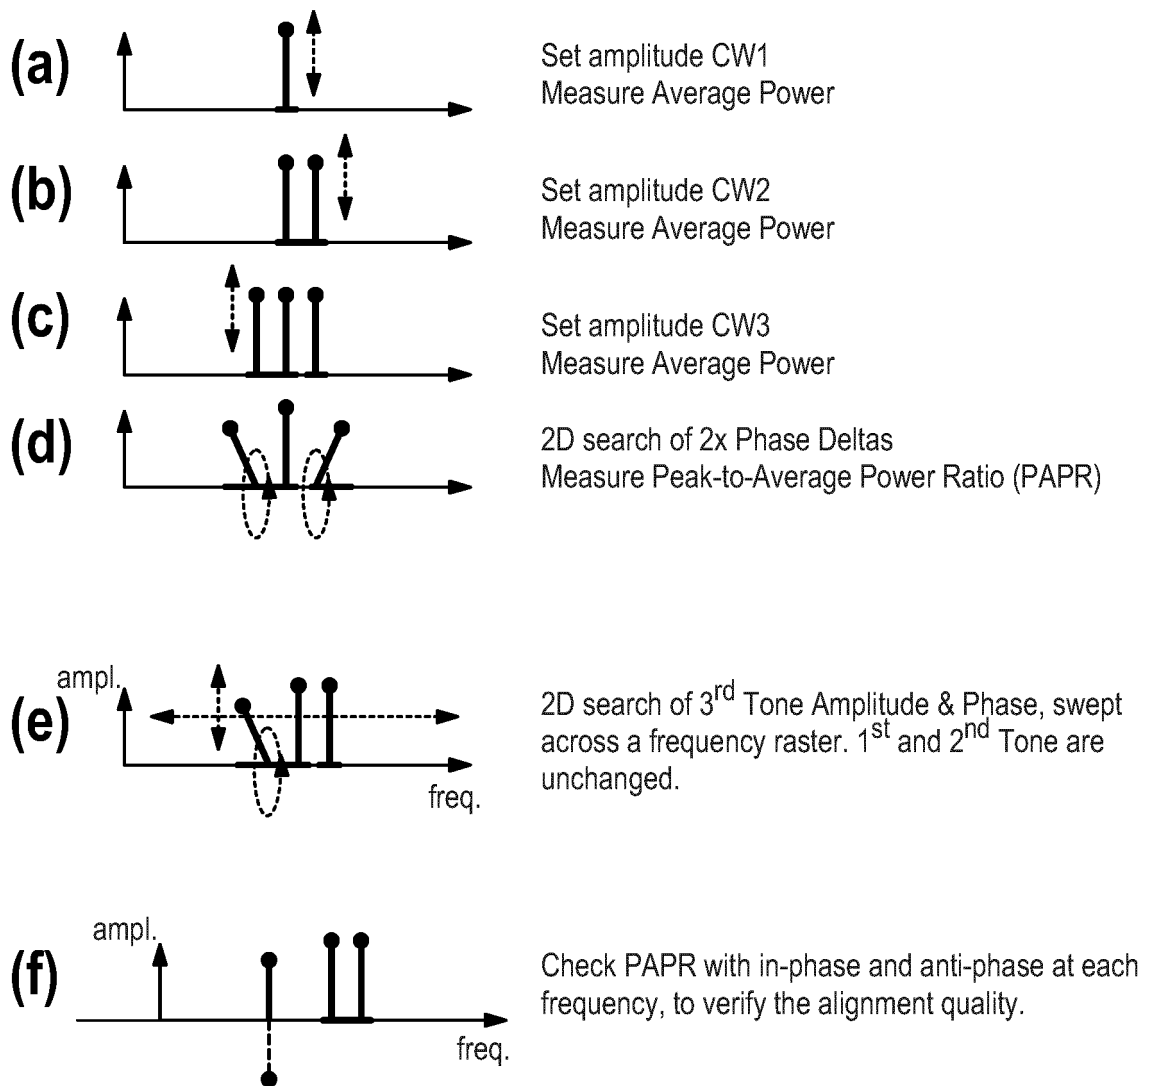 (a)
Set amplitude CW1
Measure Average Power
(b)
Set amplitude CW2
Measure Average Power
(c)
Set amplitude CW3
Measure Average Power
(d)
2D search of 2x Phase Deltas
Measure Peak-to-Average Power Ratio (PAPR)
(e)
ampl.
freq.
2D search of 3rd Tone Amplitude & Phase, swept
across a frequency raster. 1st and 2nd Tone are
unchanged.
(f)
ampl.
freq.
Check PAPR with in-phase and anti-phase at each
frequency, to verify the alignment quality.